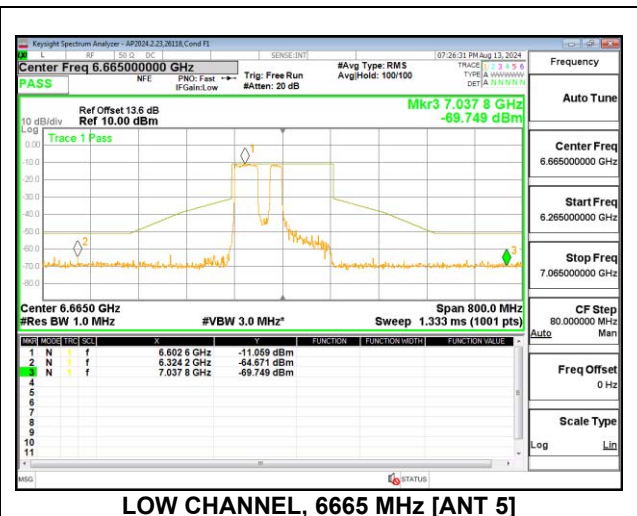 Keysight Spectrum Analyzer - AP2024.2.23,26118,Cond F1
L RF 50 Ω DC SENSE:INT 07:26:31 PM Aug 13, 2024
Center Freq 6.665000000 GHz
PASS
NFE PNO: Fast IFGain:Low
Trig: Free Run
#Atten: 20 dB
#Avg Type: RMS
Avg|Hold: 100/100
TRACE 1 2 3 4 5 6
TYPE A WWWWW
DET A N N N N N
Frequency
Auto Tune
Center Freq
6.665000000 GHz
Start Freq
6.265000000 GHz
Stop Freq
7.065000000 GHz
CF Step
80.000000 MHz
Auto Man
Freq Offset
0 Hz
Scale Type
Log Lin
Mkr3 7.037 8 GHz
-69.749 dBm
Ref Offset 13.6 dB
10 dB/div Ref 10.00 dBm
Log
Trace 1 Pass
0.00
-10.0
-20.0
-30.0
-40.0
-50.0
-60.0
-70.0
-80.0
1
2
3
Center 6.6650 GHz Span 800.0 MHz
#Res BW 1.0 MHz #VBW 3.0 MHz* Sweep 1.333 ms (1001 pts)
MKR MODE TRC SCL X Y FUNCTION FUNCTION WIDTH FUNCTION VALUE
1 N 1 f 6.602 6 GHz -11.059 dBm
2 N 1 f 6.324 2 GHz -64.671 dBm
3 N 1 f 7.037 8 GHz -69.749 dBm
4
5
6
7
8
9
10
11
MSG STATUS
LOW CHANNEL, 6665 MHz [ANT 5]